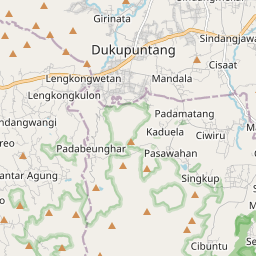 Girinata
Sindangjawa
Dukupuntang
Cisaat
Lengkongwetan
Mandala
Lengkongkulon
Padamatang
Kaduela
Ciwiru
Padabeunghar
Pasawahan
Singkup
Cibuntu